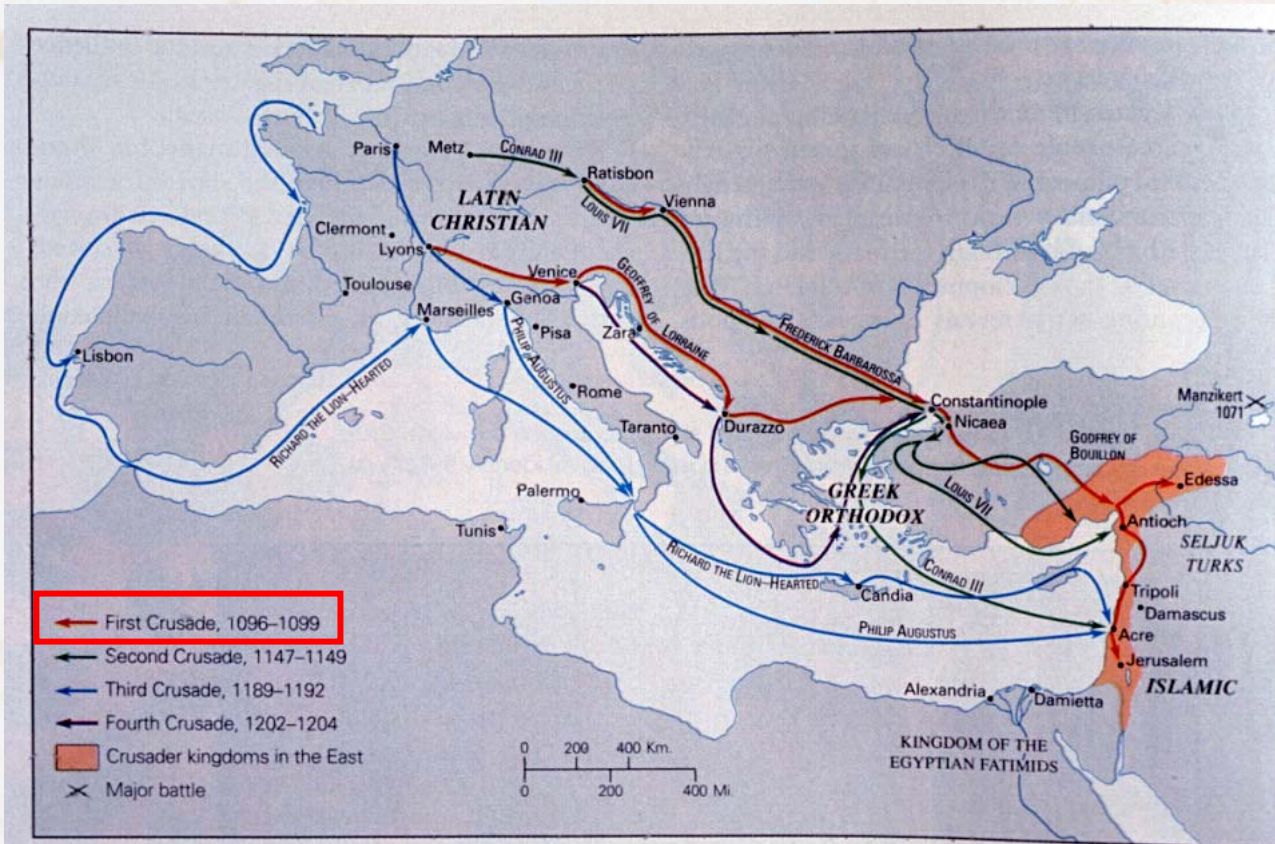 Paris
Metz
CONRAD III
Ratisbon
LATIN
CHRISTIAN
LOUIS VII
Vienna
Clermont
Lyons
Venice
GEOFFREY OF LORRAINE
Toulouse
Marseilles
Genoa
Pisa
Zara
FREDERICK BARBAROSSA
Lisbon
PHILIP AUGUSTUS
RICHARD THE LION–HEARTED
Rome
Constantinople
Manzikert
1071
Durazzo
Nicaea
Taranto
GODFREY OF
BOUILLON
Edessa
Palermo
GREEK
ORTHODOX
LOUIS VII
Tunis
Antioch
SELJUK
TURKS
RICHARD THE LION–HEARTED
CONRAD III
Candia
Tripoli
Damascus
PHILIP AUGUSTUS
Acre
Jerusalem
ISLAMIC
Alexandria
Damietta
KINGDOM OF THE
EGYPTIAN FATIMIDS
First Crusade, 1096–1099
Second Crusade, 1147–1149
Third Crusade, 1189–1192
Fourth Crusade, 1202–1204
Crusader kingdoms in the East
Major battle
0 200 400 Km.
0 200 400 Mi.